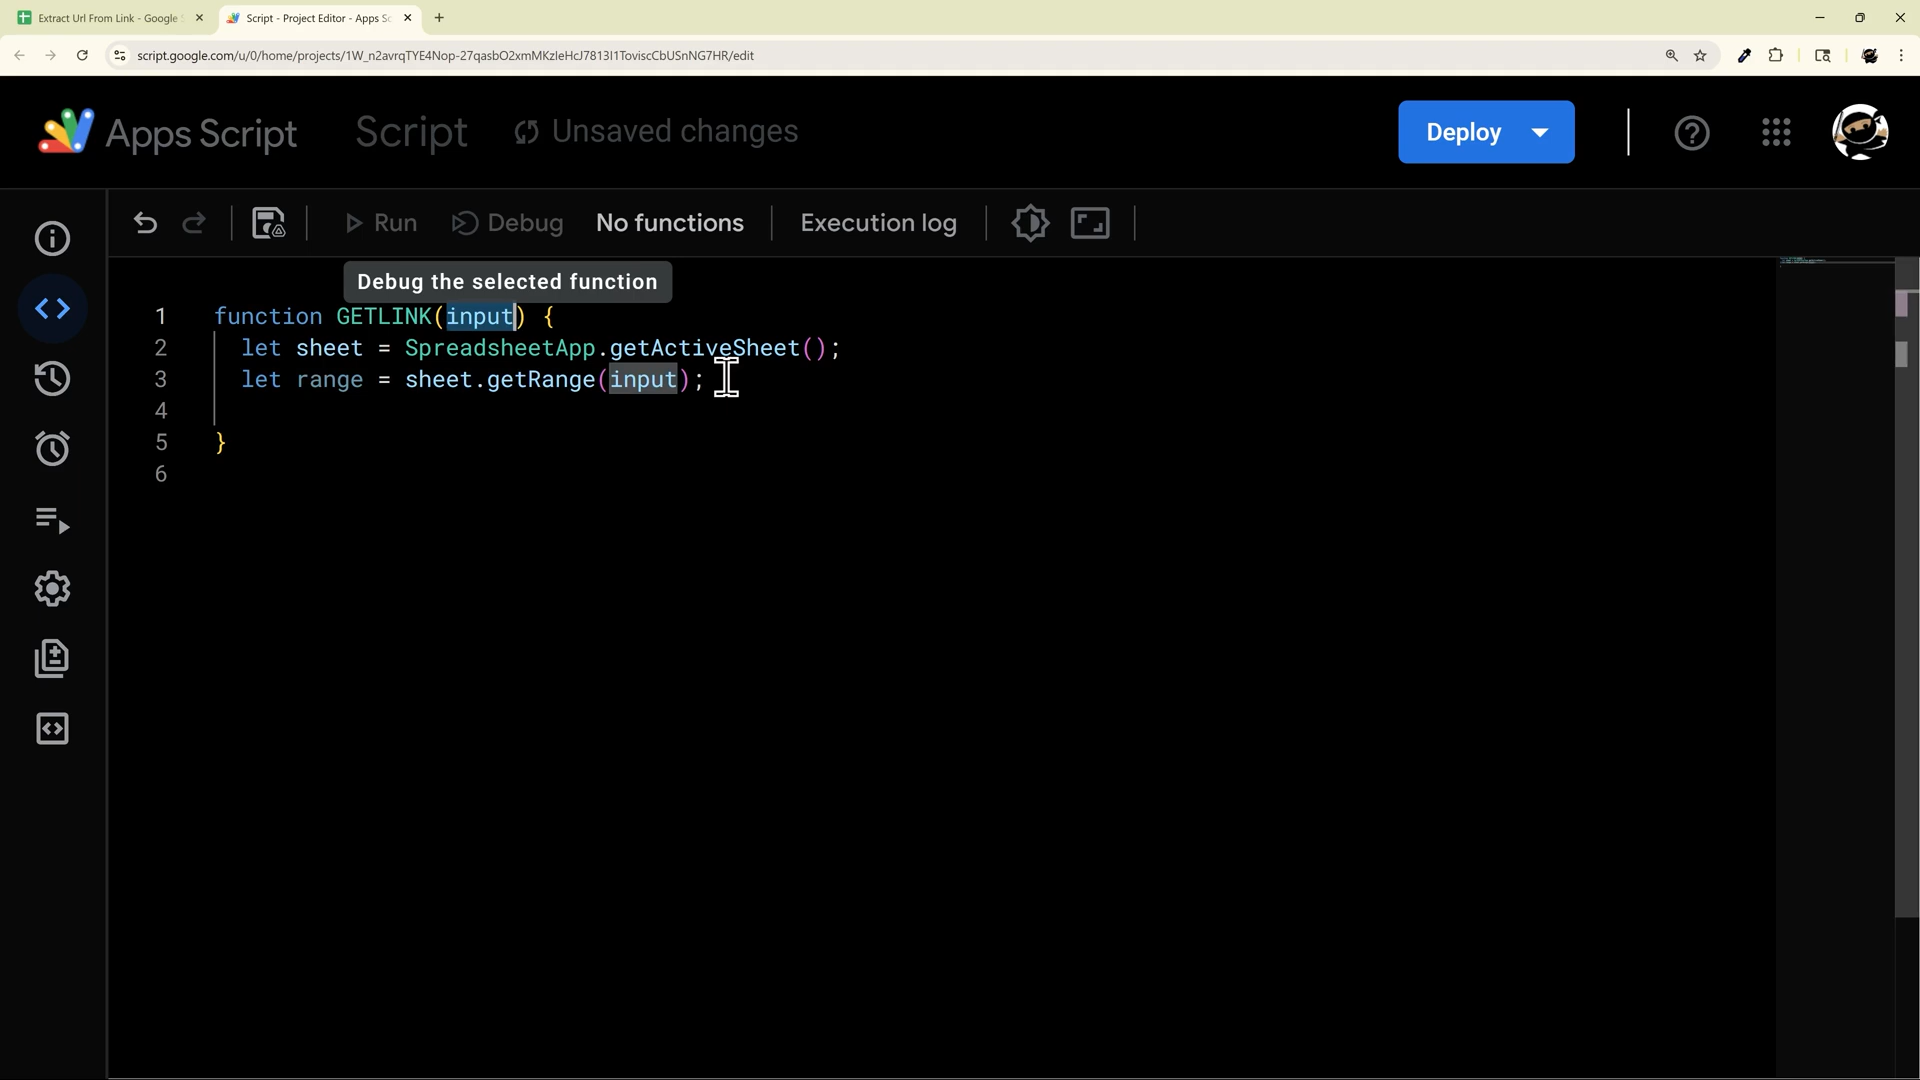 Extract Url From Link - Google S
Script - Project Editor - Apps Sc
script.google.com/u/0/home/projects/1W_n2avrqTYE4Nop-27qasbO2xmMKzIeHcJ7813I1ToviscCbUSnNG7HR/edit
Apps Script
Script
Unsaved changes
Deploy
Run
Debug
No functions
Execution log
Debug the selected function
1 function GETLINK(input) {
2 let sheet = SpreadsheetApp.getActiveSheet();
3 let range = sheet.getRange(input);
4
5 }
6